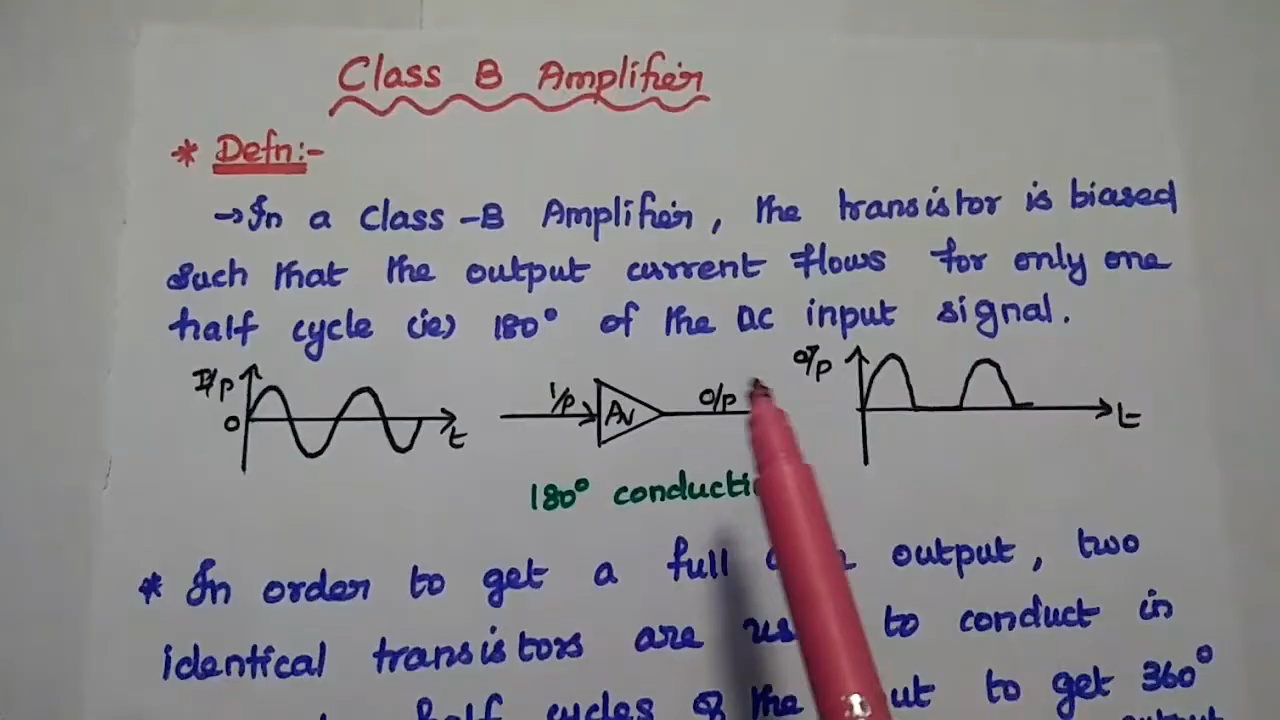 Class B Amplifier
* Defn:-
→In a Class -B Amplifier, the transistor is biased
such that the output current flows for only one
half cycle (ie) 180° of the AC input signal.
I/p
0
t
I/p
Av
O/p
O/p
t
180° conducti
* In order to get a full output, two
identical transistors are to conduct in
half cycles of the to get 360°
output